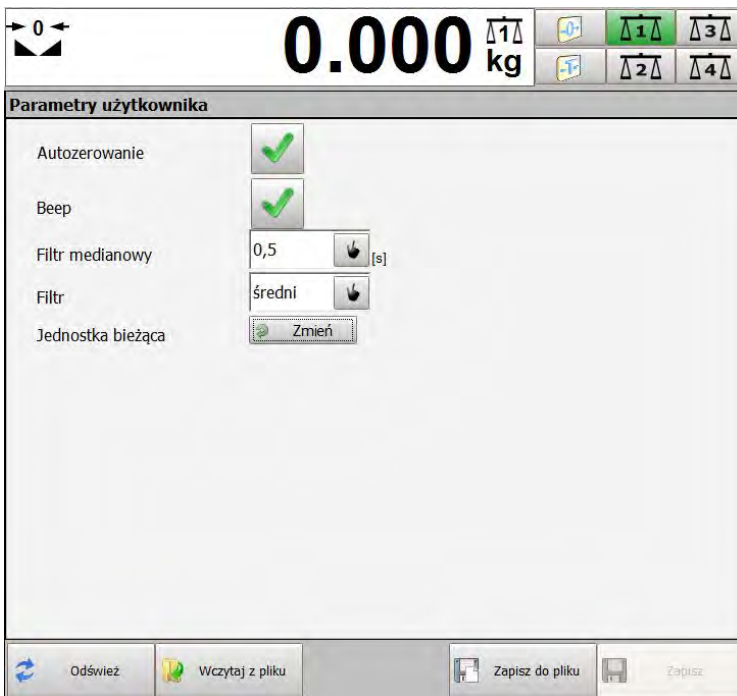 0
0.000 kg
1
-0-
1
3
-T-
2
4
Parametry użytkownika
Autozerowanie
Beep
Filtr medianowy 0,5 [s]
Filtr średni
Jednostka bieżąca Zmień
Odśwież Wczytaj z pliku Zapisz do pliku Zapisz